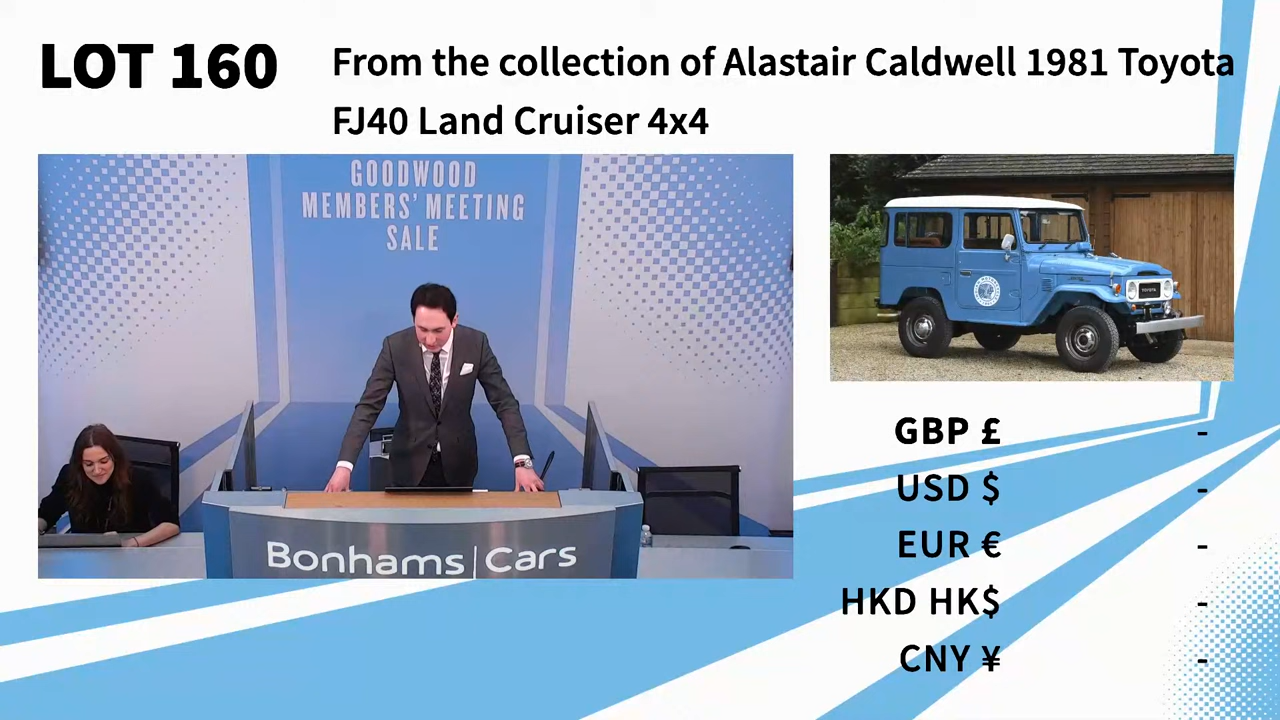 LOT 160
From the collection of Alastair Caldwell 1981 Toyota
FJ40 Land Cruiser 4x4
GOODWOOD
MEMBERS' MEETING
SALE
Bonhams|Cars
TOYOTA
GBP £ -
USD $ -
EUR € -
HKD HK$ -
CNY ¥ -